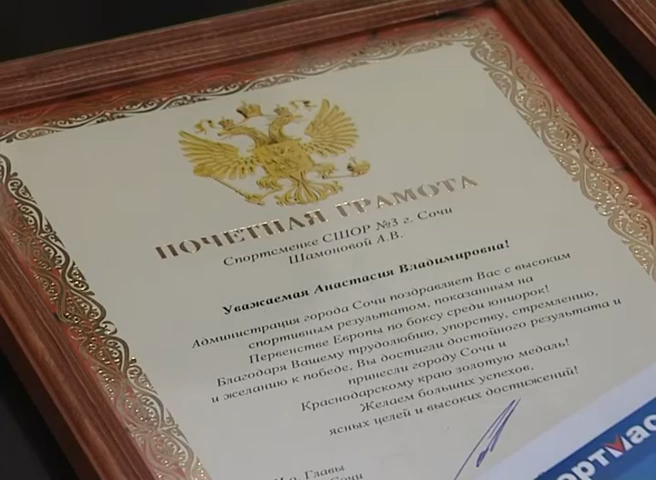 ПОЧЕТНАЯ ГРАМОТА
Спортсменке СШОР №3 г. Сочи
Шамоновой А.В.
Уважаемая Анастасия Владимировна!
Администрация города Сочи поздравляет Вас с высоким
спортивным результатом, показанным на
Первенстве Европы по боксу среди юниорок!
Благодаря Вашему трудолюбию, упорству, стремлению,
и желанию к победе, Вы достигли достойного результата и
принесли городу Сочи и
Краснодарскому краю золотую медаль!
Желаем больших успехов,
ясных целей и высоких достижений!
И.о. Главы
Сочи